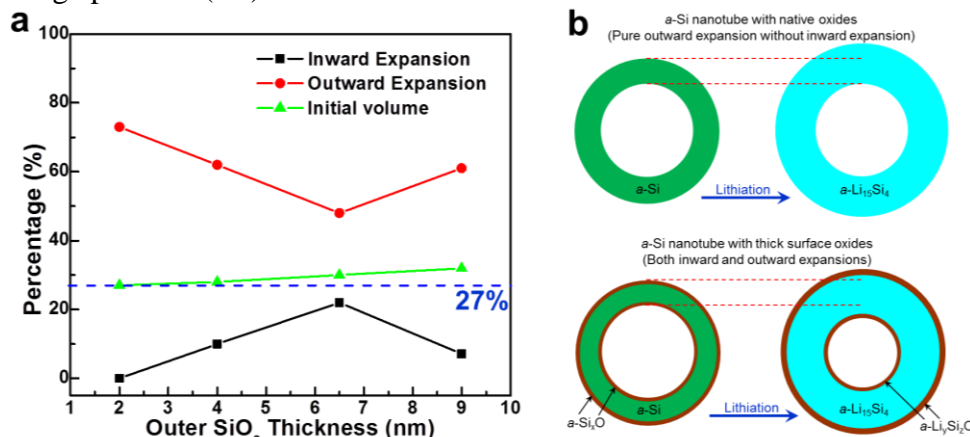 a
Percentage (%)
100
80
60
40
20
0
Inward Expansion
Outward Expansion
Initial volume
27%
1 2 3 4 5 6 7 8 9 10
Outer SiO Thickness (nm)
b
a-Si nanotube with native oxides
(Pure outward expansion without inward expansion)
a-Si
Lithiation
a-Li₁₅Si₄
a-Si nanotube with thick surface oxides
(Both inward and outward expansions)
a-SiₓO
a-Si
Lithiation
a-Li₁₅Si₄
a-LiᵧSi_zO